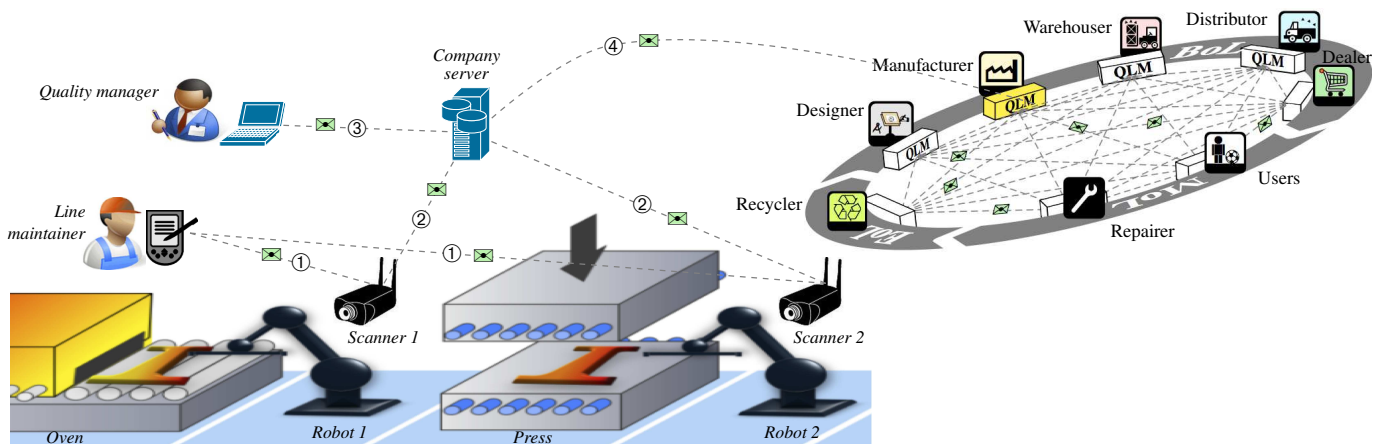 Company
server
Quality manager
Line
maintainer
①
①
②
②
③
④
Scanner 1
Scanner 2
Oven
Robot 1
Press
Robot 2
Warehouser
Distributor
Dealer
Manufacturer
Designer
Recycler
Repairer
Users
QLM
QLM
QLM
QLM
BoL
MoL
EoL